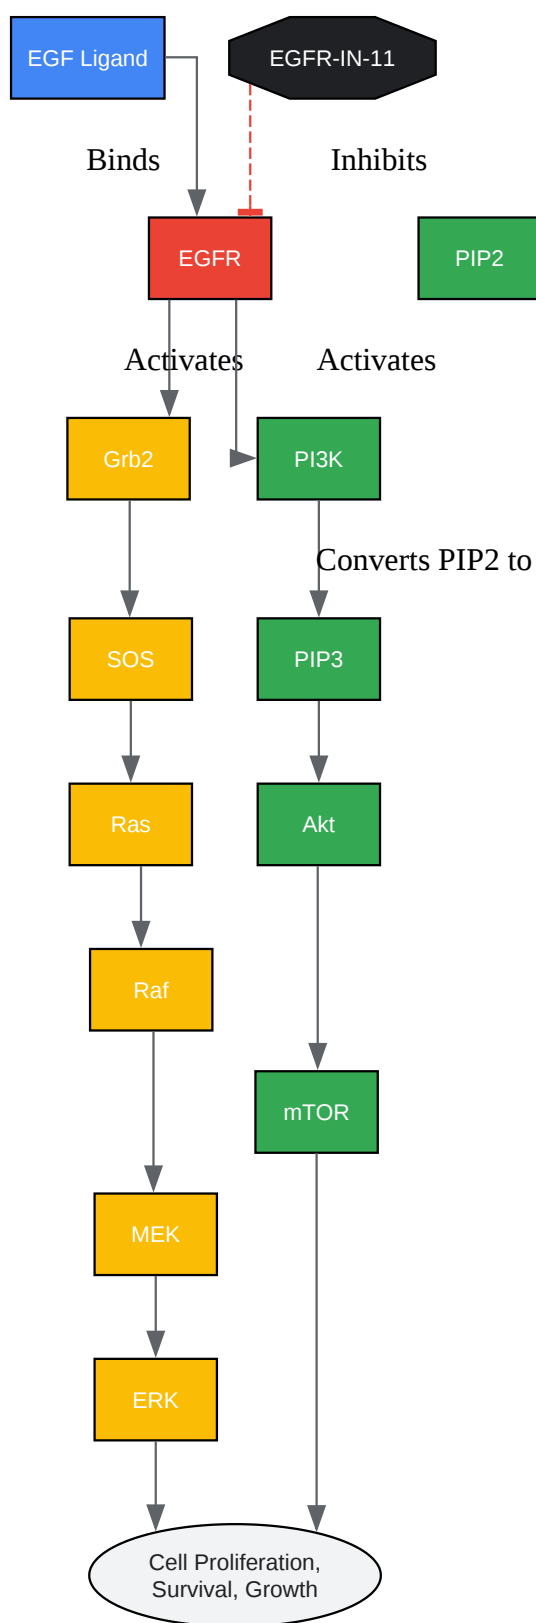 EGF Ligand
EGFR-IN-11
Binds
Inhibits
EGFR
PIP2
Activates
Activates
Grb2
PI3K
Converts PIP2 to
SOS
PIP3
Ras
Akt
Raf
mTOR
MEK
ERK
Cell Proliferation,
Survival, Growth